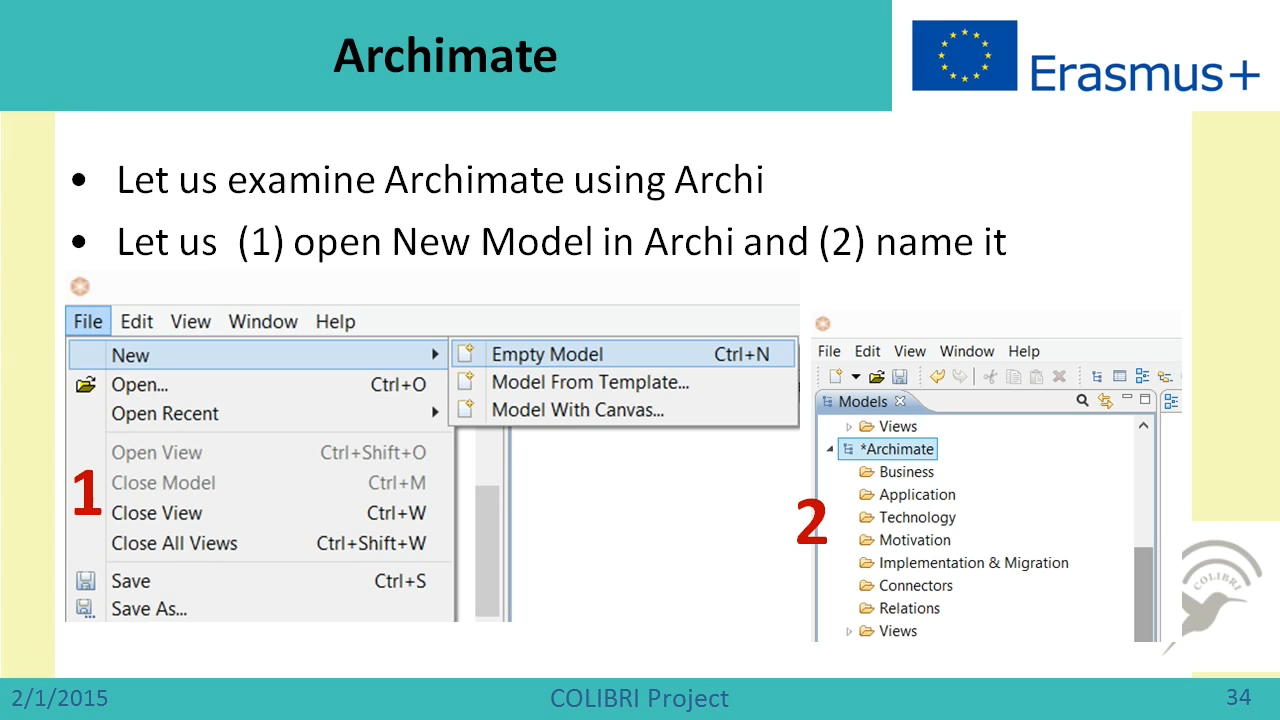 Archimate
Erasmus+
• Let us examine Archimate using Archi
• Let us (1) open New Model in Archi and (2) name it
File Edit View Window Help
New
Open... Ctrl+O
Open Recent
Open View Ctrl+Shift+O
Close Model Ctrl+M
Close View Ctrl+W
Close All Views Ctrl+Shift+W
Save Ctrl+S
Save As...
Empty Model Ctrl+N
Model From Template...
Model With Canvas...
1
File Edit View Window Help
Models
Views
*Archimate
Business
Application
Technology
Motivation
Implementation & Migration
Connectors
Relations
Views
2
COLIBRI
2/1/2015
COLIBRI Project
34